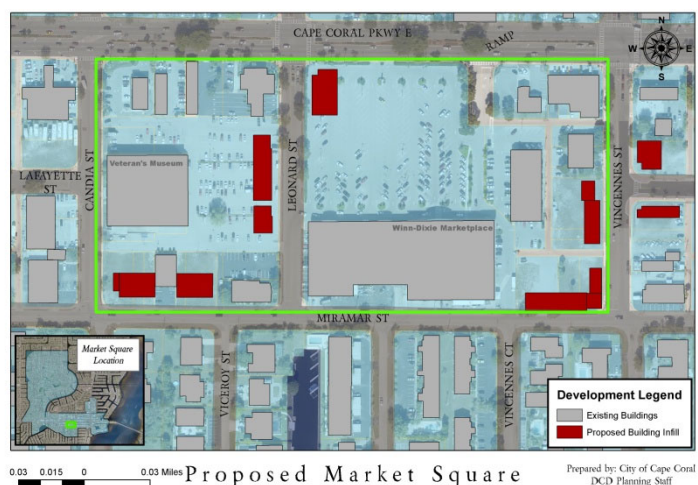 CAPE CORAL PKWY E
RAMP
N
W E
S
Veteran's Museum
LAFAYETTE
ST
CANDIA ST
LEONARD ST
VINCENNES ST
Winn-Dixie Marketplace
MIRAMAR ST
Market Square
Location
VICEROY ST
VINCENNES CT
Development Legend
Existing Buildings
Proposed Building Infill
0.03 0.015 0 0.03 Miles
Proposed Market Square
Prepared by: City of Cape Coral
DCD Planning Staff